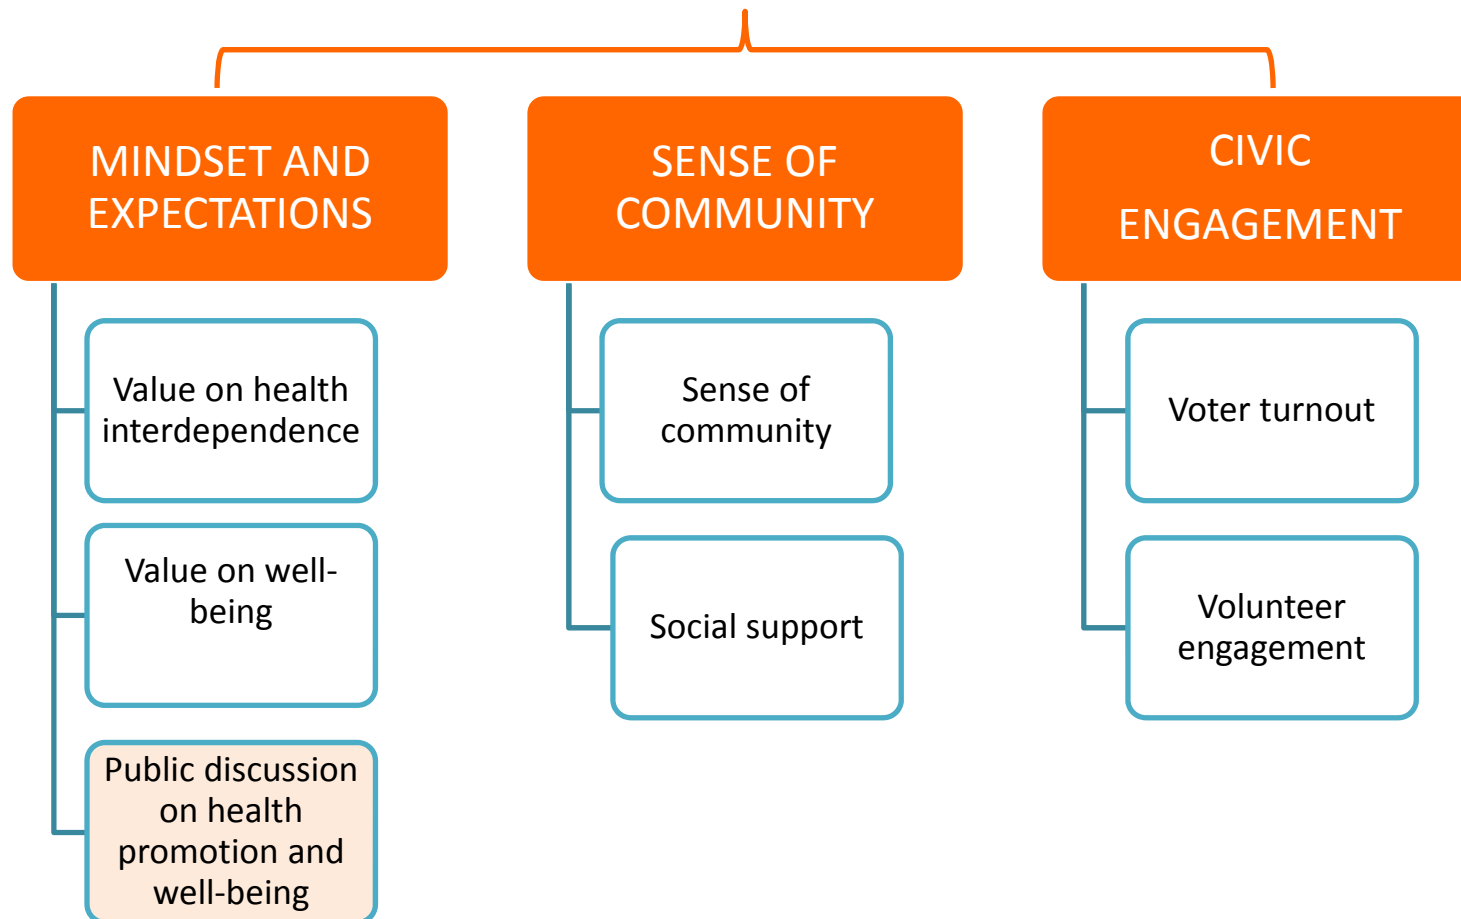 MINDSET AND
EXPECTATIONS
Value on health
interdependence
Value on well-
being
Public discussion
on health
promotion and
well-being
SENSE OF
COMMUNITY
Sense of
community
Social support
CIVIC
ENGAGEMENT
Voter turnout
Volunteer
engagement